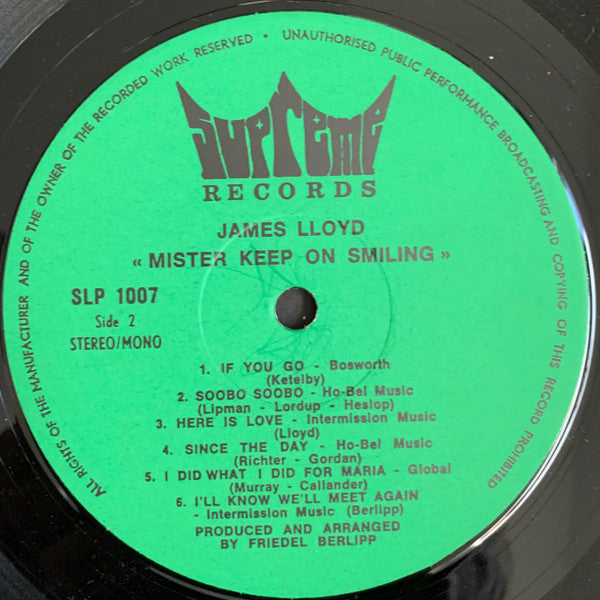 ALL RIGHTS OF THE MANUFACTURER AND OF THE OWNER OF THE RECORDED WORK RESERVED • UNAUTHORISED PUBLIC PERFORMANCE BROADCASTING AND COPYING OF THIS RECORD PROHIBITED
Supreme
RECORDS
JAMES LLOYD
« MISTER KEEP ON SMILING »
SLP 1007
Side 2
STEREO/MONO
1. IF YOU GO - Bosworth
(Ketelby)
2. SOOBO SOOBO - Ho-Bel Music
(Lipman - Lordup - Heslop)
3. HERE IS LOVE - Intermission Music
(Lloyd)
4. SINCE THE DAY - Ho-Bel Music
(Richter - Gordan)
5. I DID WHAT I DID FOR MARIA - Global
(Murray - Callander)
6. I'LL KNOW WE'LL MEET AGAIN
- Intermission Music (Berlipp)
PRODUCED AND ARRANGED
BY FRIEDEL BERLIPP